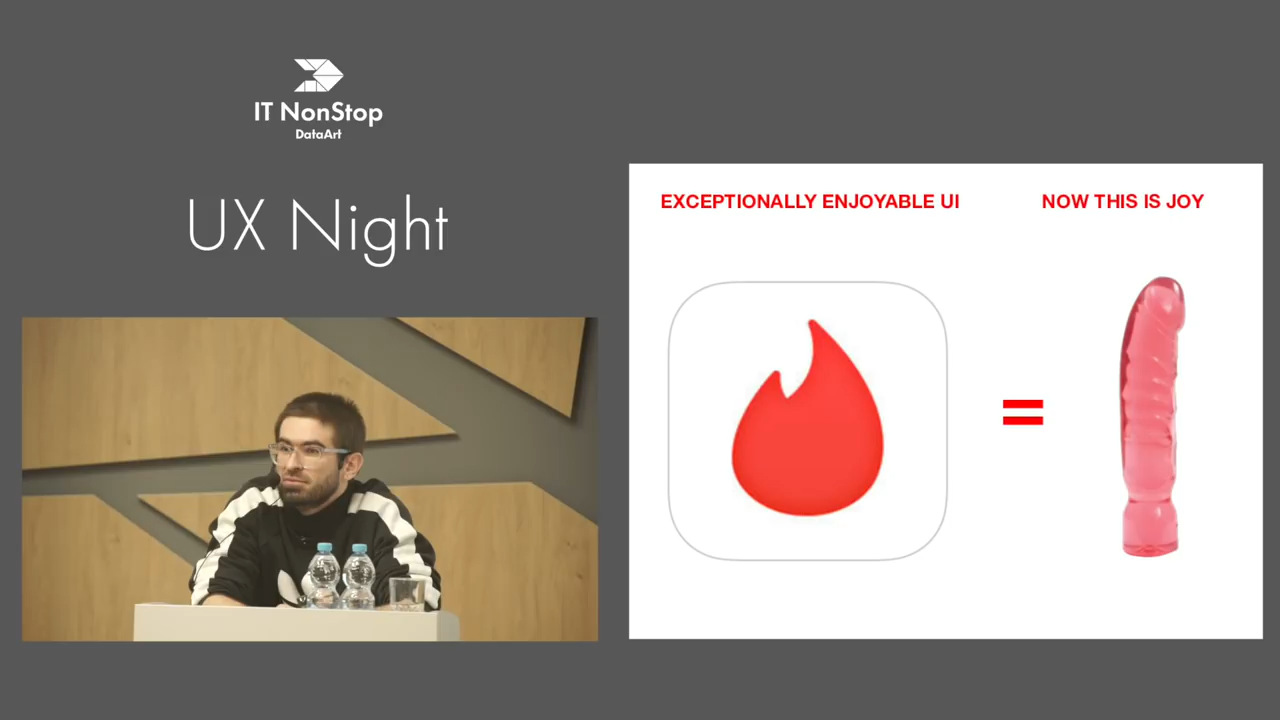 IT NonStop
DataArt
UX Night
EXCEPTIONALLY ENJOYABLE UI
NOW THIS IS JOY
=